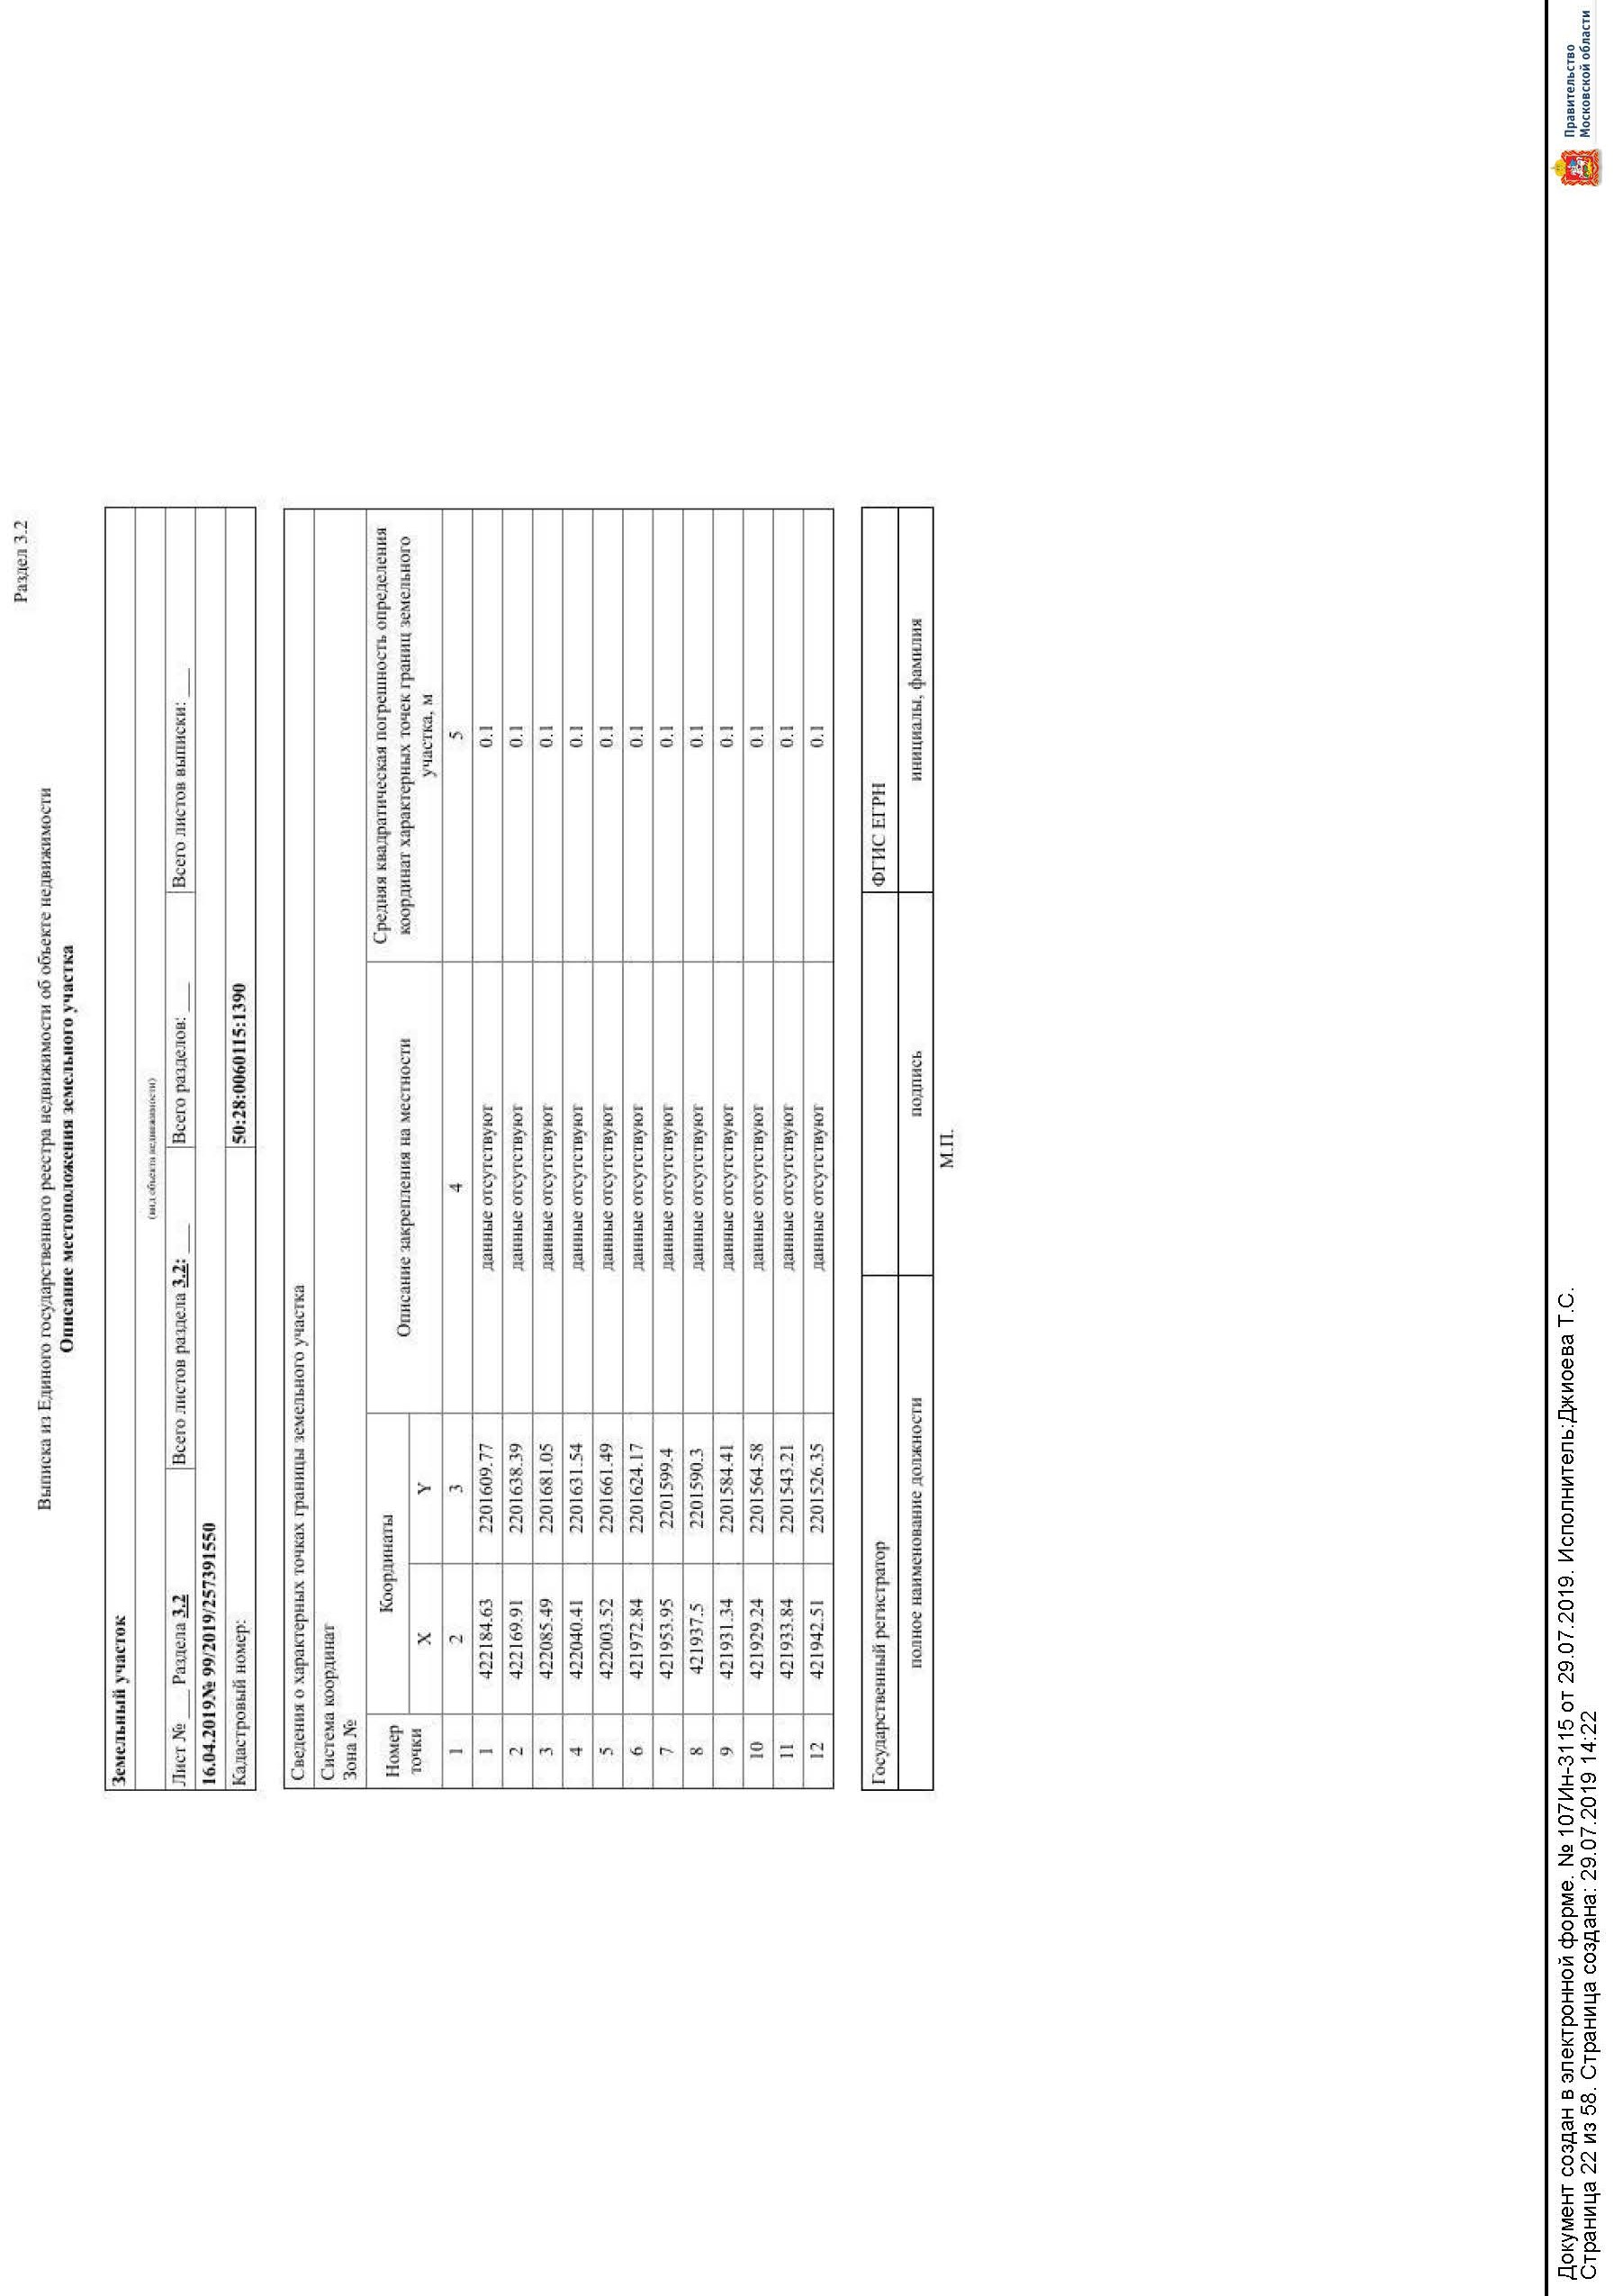 Раздел 3.2
Выписка из Единого государственного реестра недвижимости об объекте недвижимости
Описание местоположения земельного участка
Земельный участок
(вид объекта недвижимости)
Лист № ___ Раздела 3.2 Всего листов раздела 3.2: ___ Всего разделов: ___ Всего листов выписки: ___
16.04.2019№ 99/2019/257391550
Кадастровый номер: 50:28:0060115:1390
Сведения о характерных точках границы земельного участка
Система координат
Зона №
Номер точки Координаты Описание закрепления на местности Средняя квадратическая погрешность определения координат характерных точек границ земельного участка, м
X Y
1 2 3 4 5
1 422184.63 2201609.77 данные отсутствуют 0.1
2 422169.91 2201638.39 данные отсутствуют 0.1
3 422085.49 2201681.05 данные отсутствуют 0.1
4 422040.41 2201631.54 данные отсутствуют 0.1
5 422003.52 2201661.49 данные отсутствуют 0.1
6 421972.84 2201624.17 данные отсутствуют 0.1
7 421953.95 2201599.4 данные отсутствуют 0.1
8 421937.5 2201590.3 данные отсутствуют 0.1
9 421931.34 2201584.41 данные отсутствуют 0.1
10 421929.24 2201564.58 данные отсутствуют 0.1
11 421933.84 2201543.21 данные отсутствуют 0.1
12 421942.51 2201526.35 данные отсутствуют 0.1
Государственный регистратор ФГИС ЕГРН
полное наименование должности подпись инициалы, фамилия
М.П.
Документ создан в электронной форме. № 107Ин-3115 от 29.07.2019. Исполнитель:Джиоева Т.С.
Страница 22 из 58. Страница создана: 29.07.2019 14:22
Правительство
Московской области